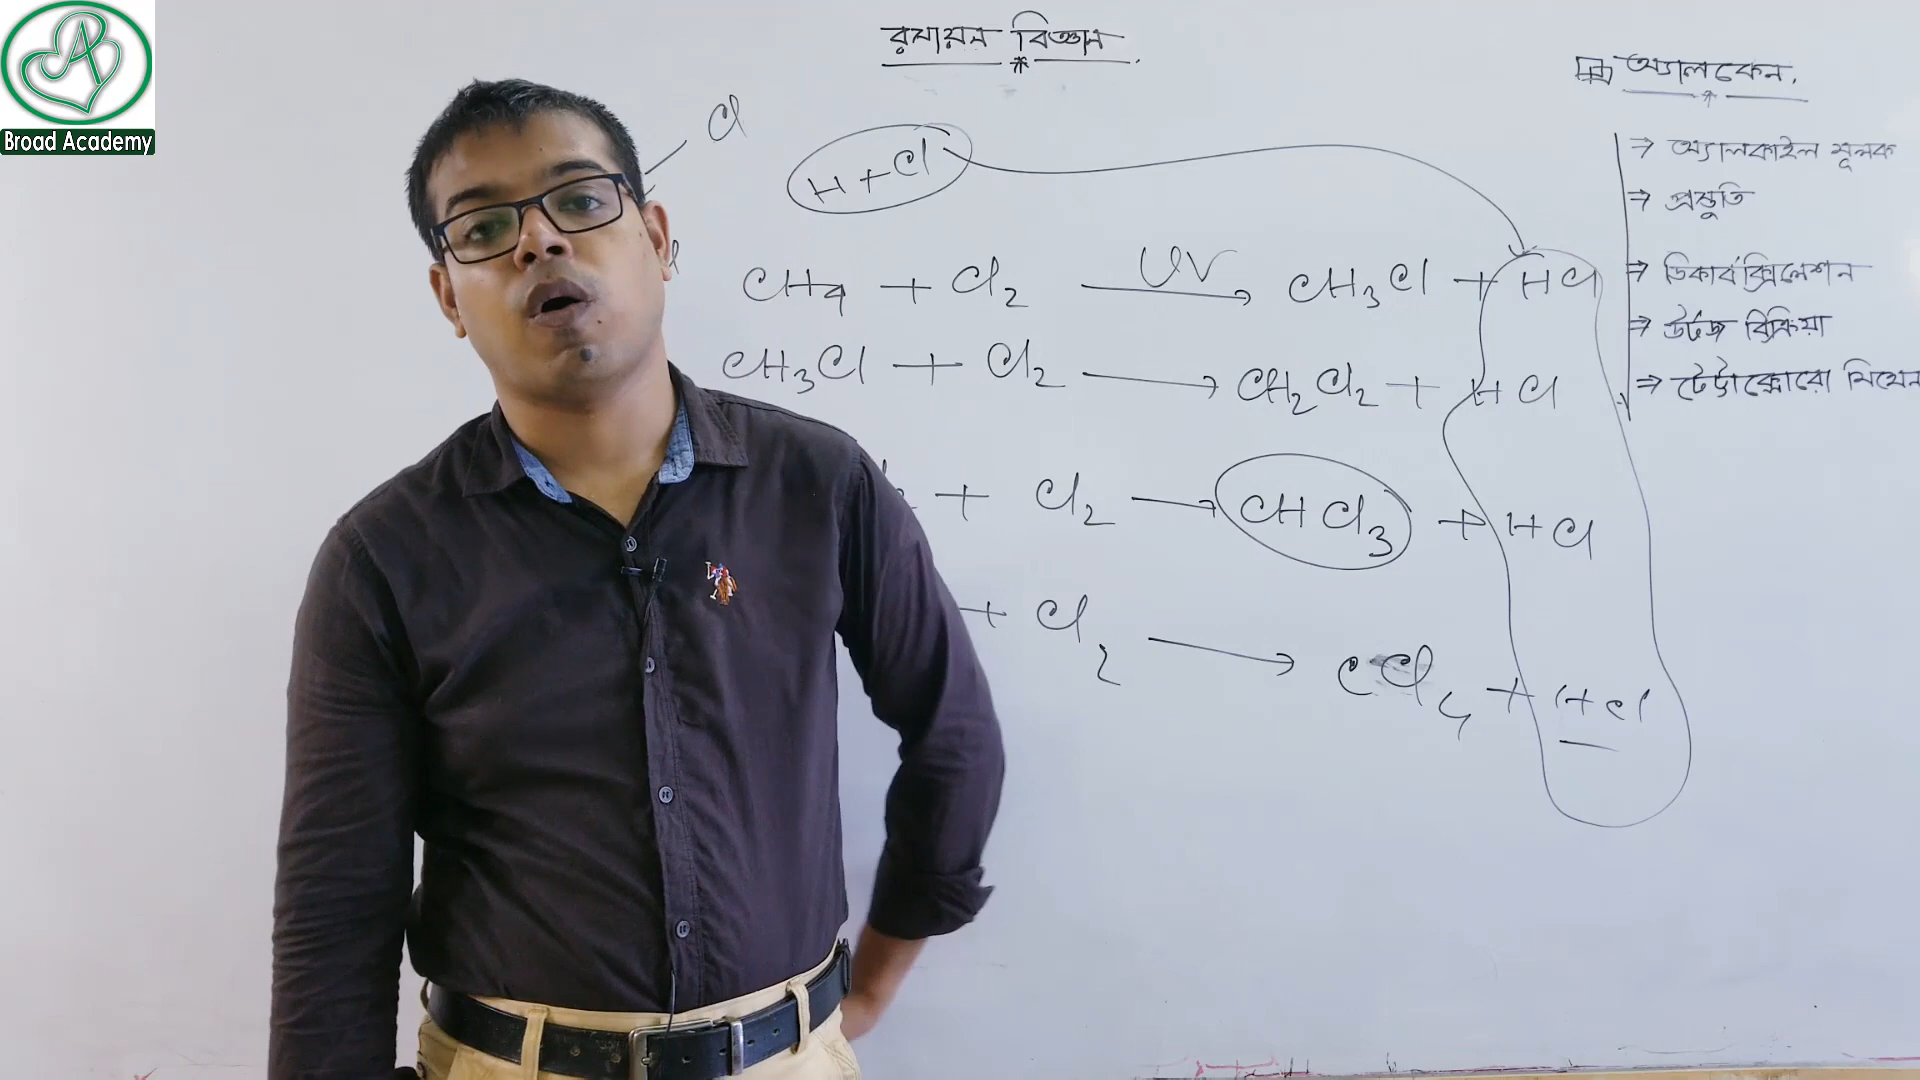 Broad Academy
রসায়ন বিজ্ঞান
অ্যালকেন
Cl
H + Cl
CH4 + Cl2 UV → CH3Cl + HCl
CH3Cl + Cl2 → CH2Cl2 + HCl
+ Cl2 → CHCl3 + HCl
+ Cl2 → CCl4 + HCl
⇒ অ্যালকাইল মূলক
⇒ প্রস্তুতি
⇒ ডিকার্বক্সিলেশন
⇒ উর্টজ বিক্রিয়া
⇒ টেট্রাক্লোরো মিথেন